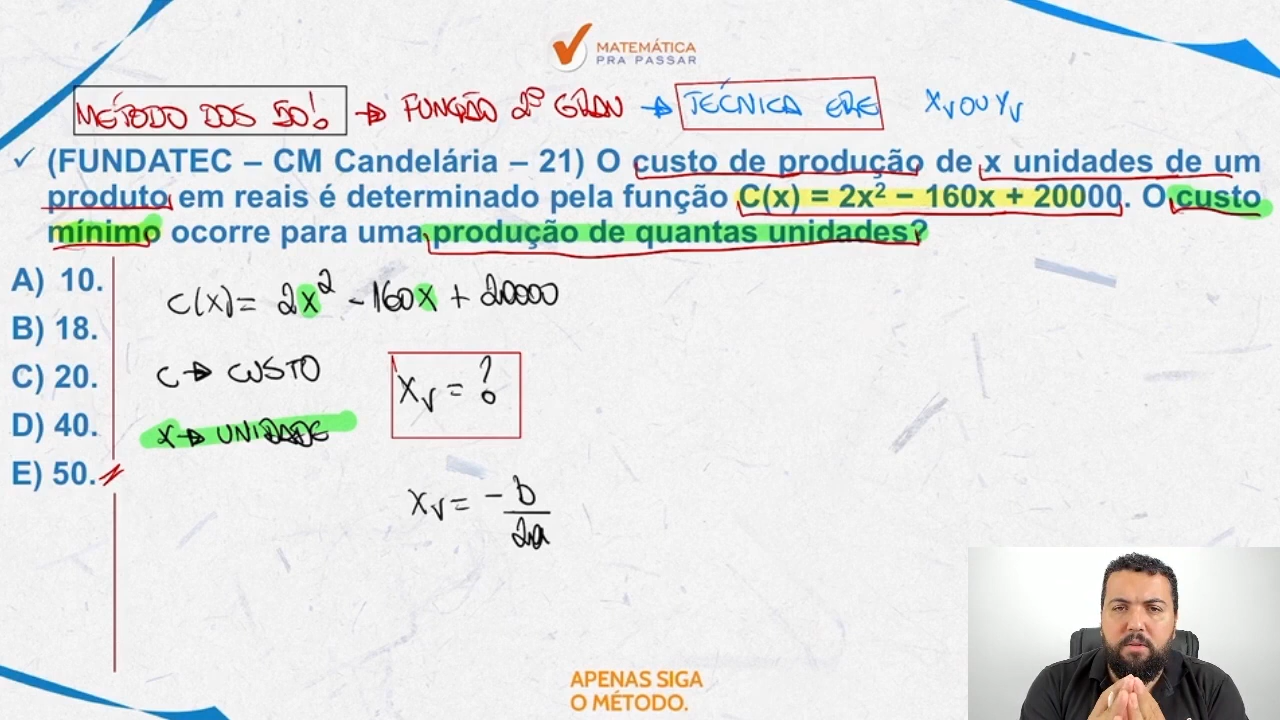 MATEMÁTICA
PRA PASSAR
MÉTODO DOS 50! → FUNÇÃO 2º GRAU → TÉCNICA ERE XV OU YV
✓ (FUNDATEC – CM Candelária – 21) O custo de produção de x unidades de um
produto em reais é determinado pela função C(x) = 2x² – 160x + 20000. O custo
mínimo ocorre para uma produção de quantas unidades?
A) 10.
B) 18.
C) 20.
D) 40.
E) 50.
C(X) = 2x² - 160x + 20000
C → CUSTO
X → UNIDADE
XV = ?
XV = -b/2a
APENAS SIGA
O MÉTODO.